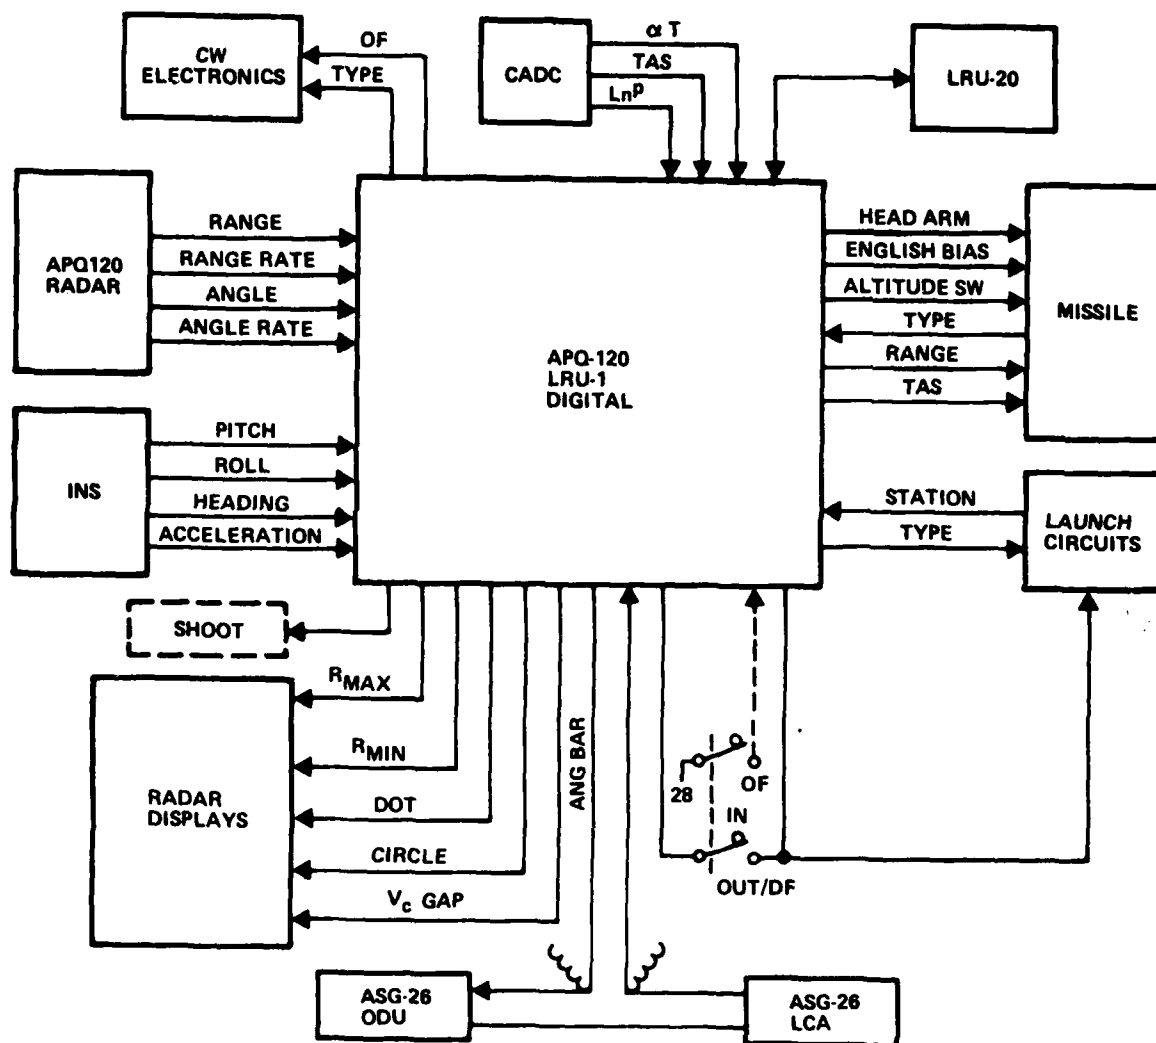 CW
ELECTRONICS
OF
TYPE
CADC
α T
TAS
Lnᵖ
LRU-20
APQ120
RADAR
RANGE
RANGE RATE
ANGLE
ANGLE RATE
APQ-120
LRU-1
DIGITAL
HEAD ARM
ENGLISH BIAS
ALTITUDE SW
TYPE
RANGE
TAS
MISSILE
INS
PITCH
ROLL
HEADING
ACCELERATION
STATION
TYPE
LAUNCH
CIRCUITS
SHOOT
RADAR
DISPLAYS
RMAX
RMIN
DOT
CIRCLE
Vc GAP
ANG BAR
28
OF
IN
OUT/DF
ASG-26
ODU
ASG-26
LCA